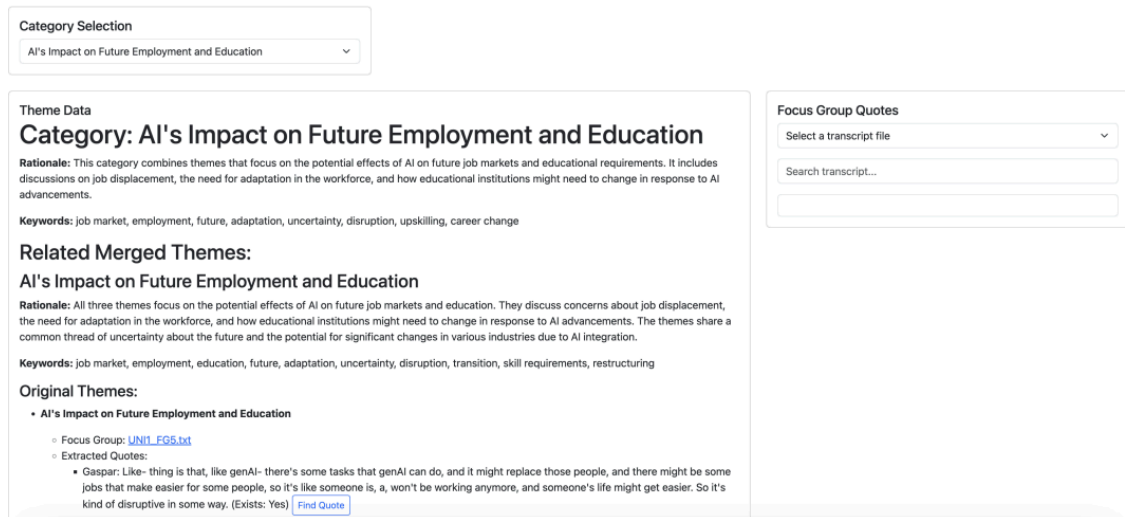 Category Selection
AI's Impact on Future Employment and Education
Theme Data
Category: AI's Impact on Future Employment and Education
Rationale: This category combines themes that focus on the potential effects of AI on future job markets and educational requirements. It includes
discussions on job displacement, the need for adaptation in the workforce, and how educational institutions might need to change in response to AI
advancements.
Keywords: job market, employment, future, adaptation, uncertainty, disruption, upskilling, career change
Related Merged Themes:
AI's Impact on Future Employment and Education
Rationale: All three themes focus on the potential effects of AI on future job markets and education. They discuss concerns about job displacement,
the need for adaptation in the workforce, and how educational institutions might need to change in response to AI advancements. The themes share a
common thread of uncertainty about the future and the potential for significant changes in various industries due to AI integration.
Keywords: job market, employment, education, future, adaptation, uncertainty, disruption, transition, skill requirements, restructuring
Original Themes:
• AI's Impact on Future Employment and Education
◦ Focus Group: UNI1_FG5.txt
◦ Extracted Quotes:
▪ Gaspar: Like- thing is that, like genAI- there's some tasks that genAI can do, and it might replace those people, and there might be some
jobs that make easier for some people, so it's like someone is, a, won't be working anymore, and someone's life might get easier. So it's
kind of disruptive in some way. (Exists: Yes) Find Quote
Focus Group Quotes
Select a transcript file
Search transcript...